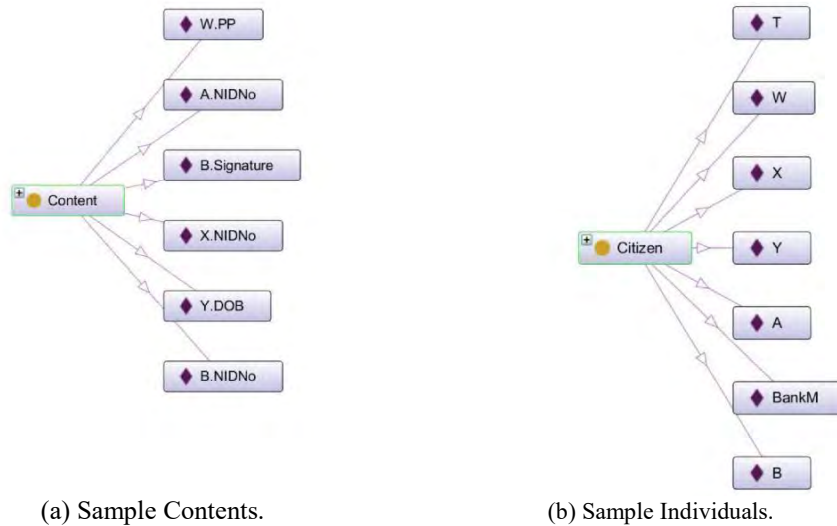 W.PP
A.NIDNo
B.Signature
Content
X.NIDNo
Y.DOB
B.NIDNo
(a) Sample Contents.
T
W
X
Citizen
Y
A
BankM
B
(b) Sample Individuals.